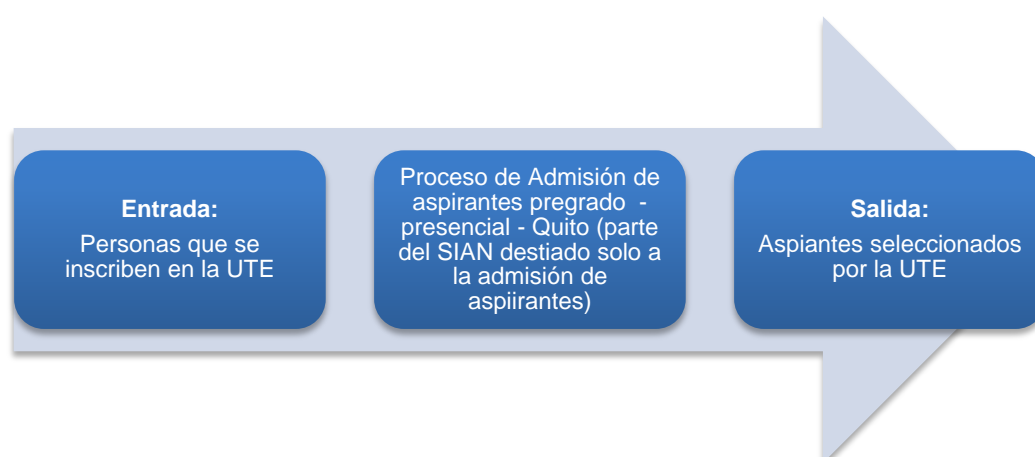 Entrada:
Personas que se
inscriben en la UTE
Proceso de Admisión de
aspirantes pregrado -
presencial - Quito (parte
del SIAN destiado solo a
la admisión de
aspiirantes)
Salida:
Aspiantes seleccionados
por la UTE